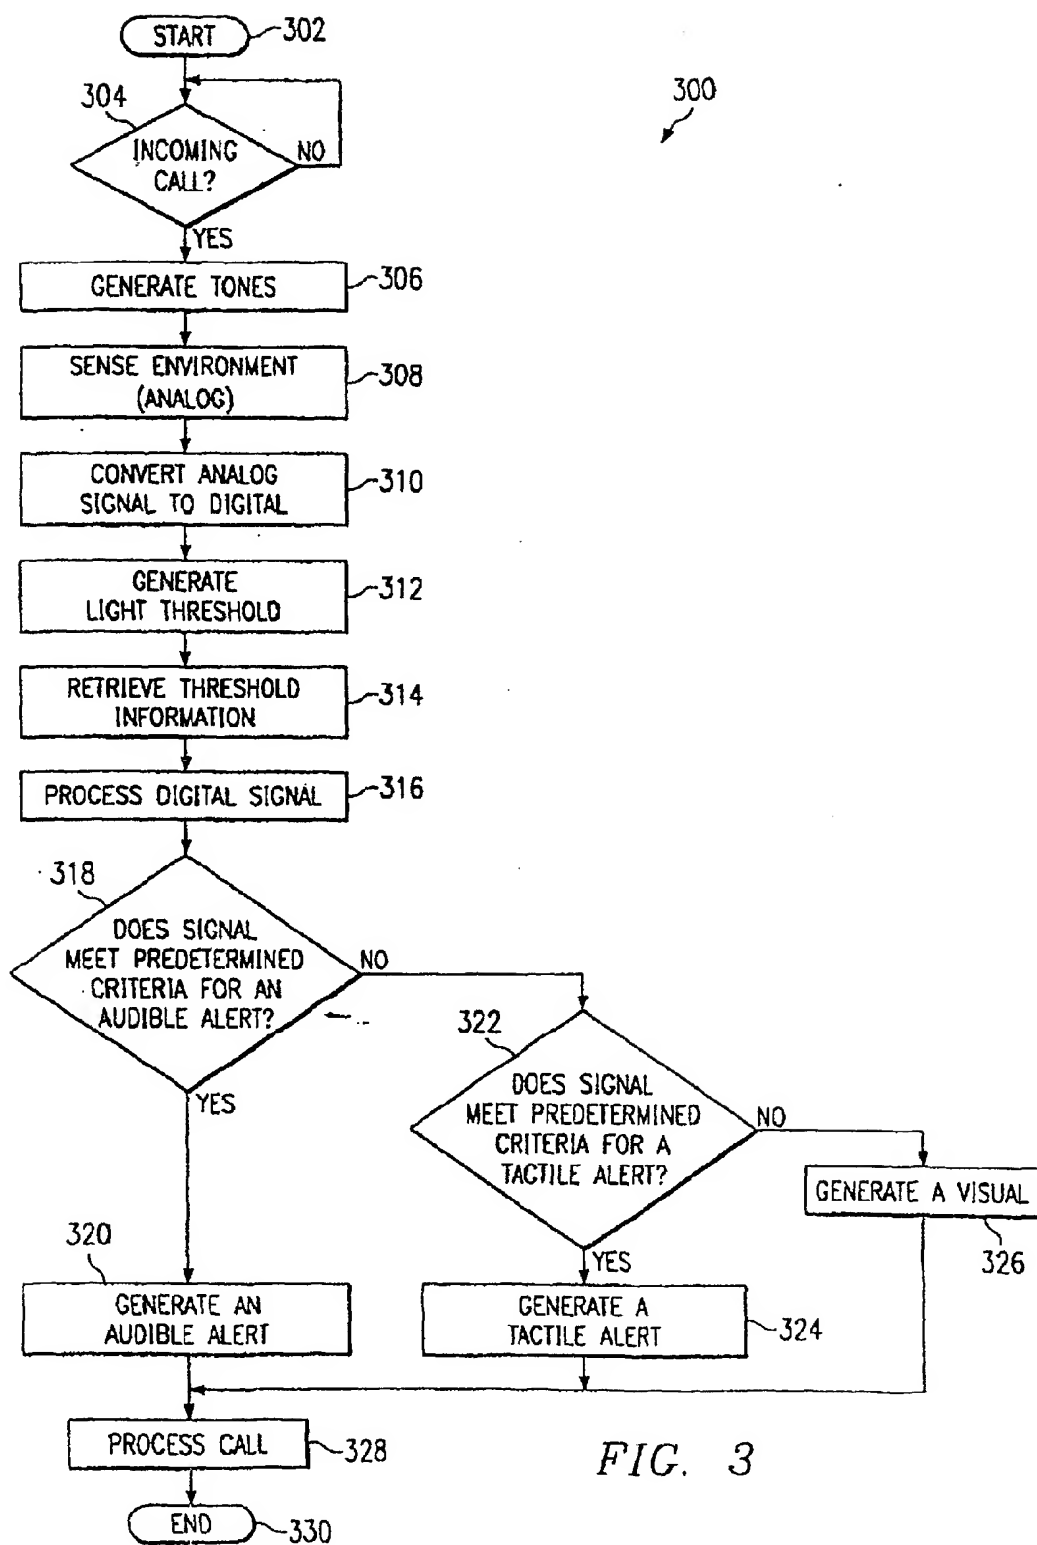 START
302
300
304
INCOMING
CALL?
NO
YES
GENERATE TONES
306
SENSE ENVIRONMENT
(ANALOG)
308
CONVERT ANALOG
SIGNAL TO DIGITAL
310
GENERATE
LIGHT THRESHOLD
312
RETRIEVE THRESHOLD
INFORMATION
314
PROCESS DIGITAL SIGNAL
316
318
DOES SIGNAL
MEET PREDETERMINED
CRITERIA FOR AN
AUDIBLE ALERT?
NO
YES
322
DOES SIGNAL
MEET PREDETERMINED
CRITERIA FOR A
TACTILE ALERT?
NO
YES
GENERATE A VISUAL
326
320
GENERATE AN
AUDIBLE ALERT
GENERATE A
TACTILE ALERT
324
PROCESS CALL
328
END
330
FIG. 3